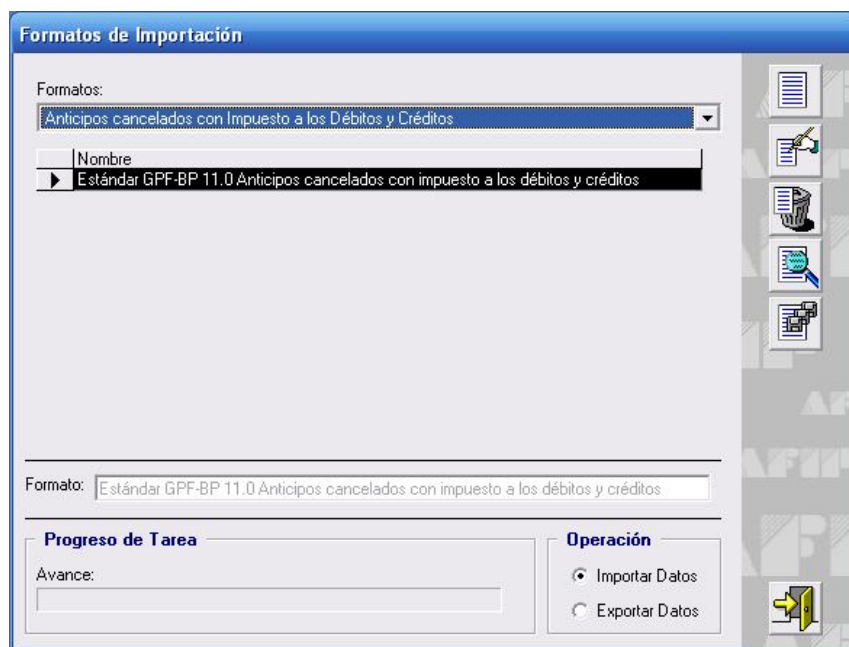 Formatos de Importación
Formatos:
Anticipos cancelados con Impuesto a los Débitos y Créditos
Nombre
Estándar GPF-BP 11.0 Anticipos cancelados con impuesto a los débitos y créditos
Formato: Estándar GPF-BP 11.0 Anticipos cancelados con impuesto a los débitos y créditos
Progreso de Tarea
Operación
Avance:
Importar Datos
Exportar Datos